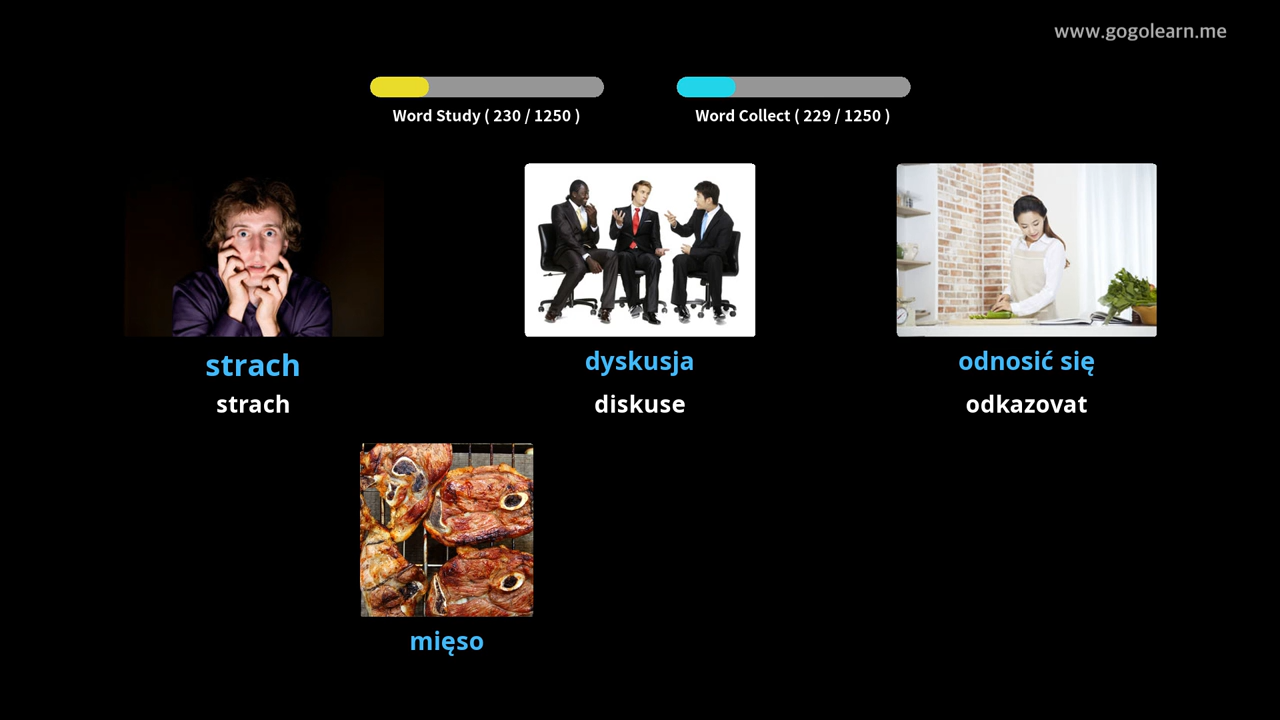 www.gogolearn.me
Word Study ( 230 / 1250 )
Word Collect ( 229 / 1250 )
strach
strach
dyskusja
diskuse
odnosić się
odkazovat
mięso